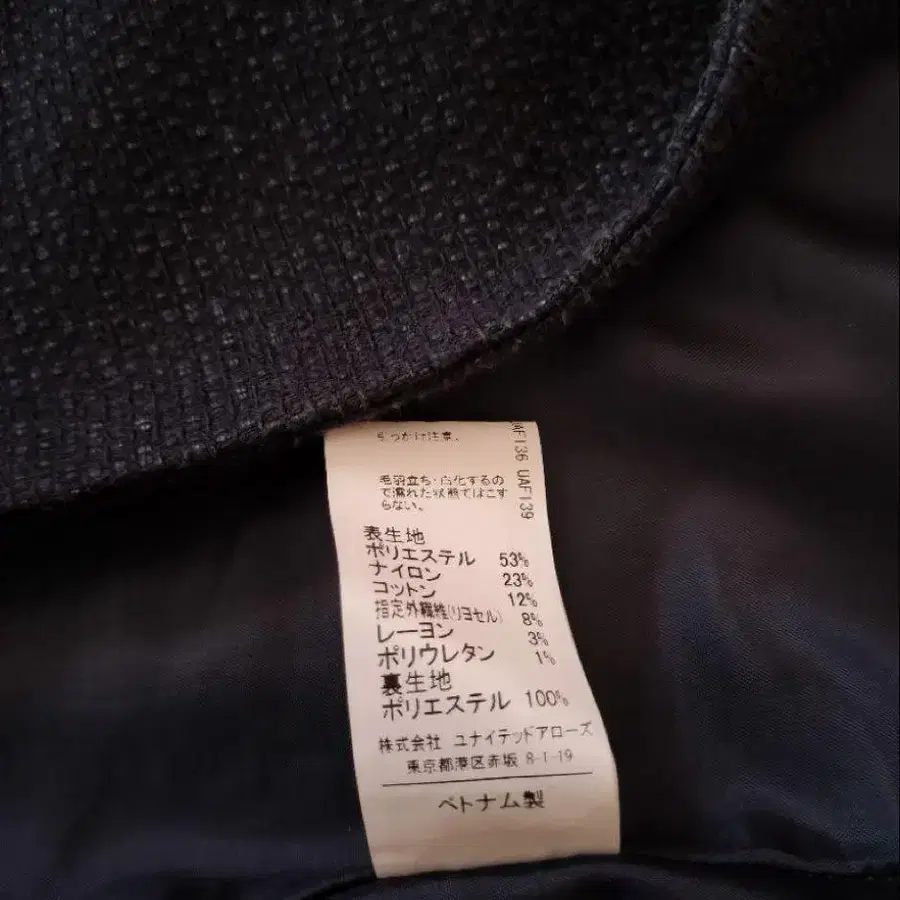 引っかけ注意。
毛羽立ち・白化するの
で濡れた状態ではこす
らない。
UAF136 UAF139
表生地
ポリエステル 53%
ナイロン 23%
コットン 12%
指定外繊維(リヨセル) 8%
レーヨン 3%
ポリウレタン 1%
裏生地
ポリエステル 100%
株式会社 ユナイテッドアローズ
東京都港区赤坂 8-1-19
ベトナム製